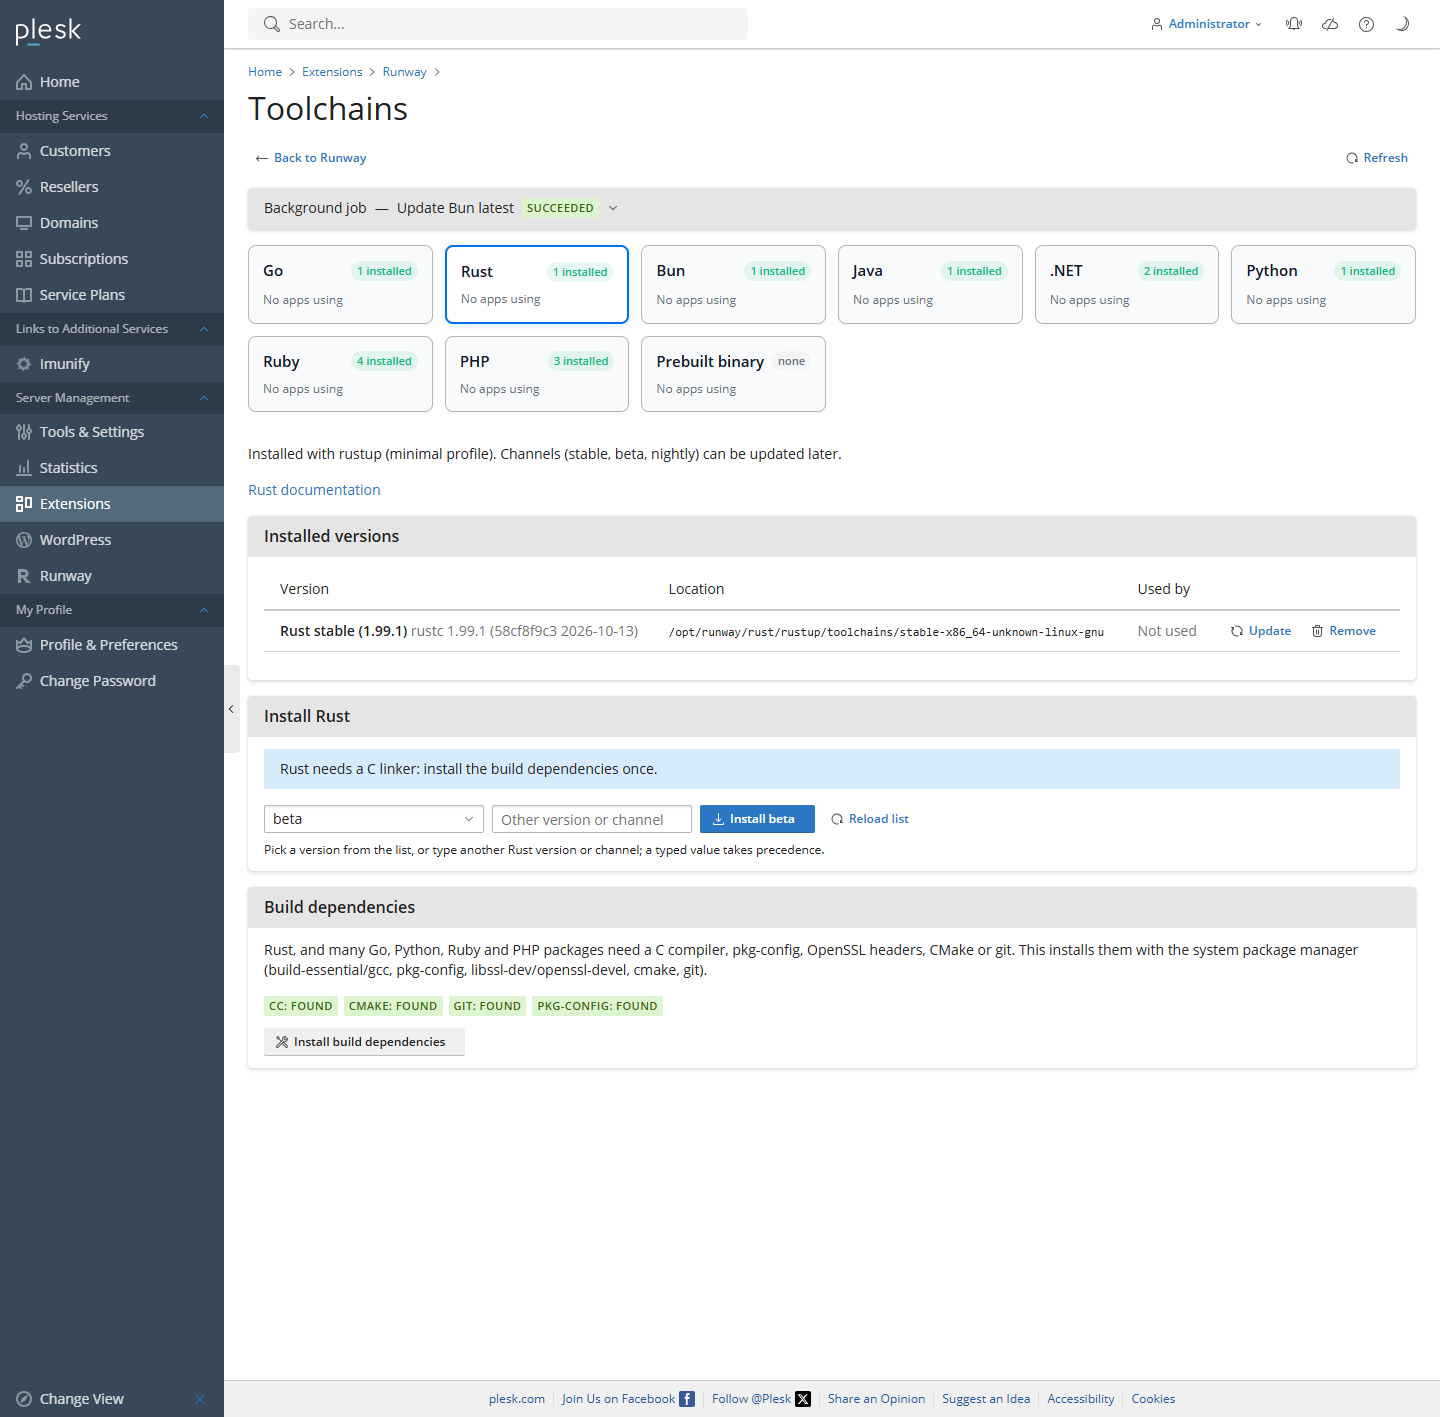 plesk
Search...
Administrator
Home
Hosting Services
Customers
Resellers
Domains
Subscriptions
Service Plans
Links to Additional Services
Imunify
Server Management
Tools & Settings
Statistics
Extensions
WordPress
R Runway
My Profile
Profile & Preferences
Change Password
Change View
Home > Extensions > Runway >
Toolchains
Back to Runway
Refresh
Background job — Update Bun latest SUCCEEDED
Go 1 installed
No apps using
Rust 1 installed
No apps using
Bun 1 installed
No apps using
Java 1 installed
No apps using
.NET 2 installed
No apps using
Python 1 installed
No apps using
Ruby 4 installed
No apps using
PHP 3 installed
No apps using
Prebuilt binary none
No apps using
Installed with rustup (minimal profile). Channels (stable, beta, nightly) can be updated later.
Rust documentation
Installed versions
Version Location Used by
Rust stable (1.99.1) rustc 1.99.1 (58cf8f9c3 2026-10-13) /opt/runway/rust/rustup/toolchains/stable-x86_64-unknown-linux-gnu Not used Update Remove
Install Rust
Rust needs a C linker: install the build dependencies once.
beta Other version or channel Install beta Reload list
Pick a version from the list, or type another Rust version or channel; a typed value takes precedence.
Build dependencies
Rust, and many Go, Python, Ruby and PHP packages need a C compiler, pkg-config, OpenSSL headers, CMake or git. This installs them with the system package manager
(build-essential/gcc, pkg-config, libssl-dev/openssl-devel, cmake, git).
CC: FOUND CMAKE: FOUND GIT: FOUND PKG-CONFIG: FOUND
Install build dependencies
plesk.com Join Us on Facebook Follow @Plesk Share an Opinion Suggest an Idea Accessibility Cookies